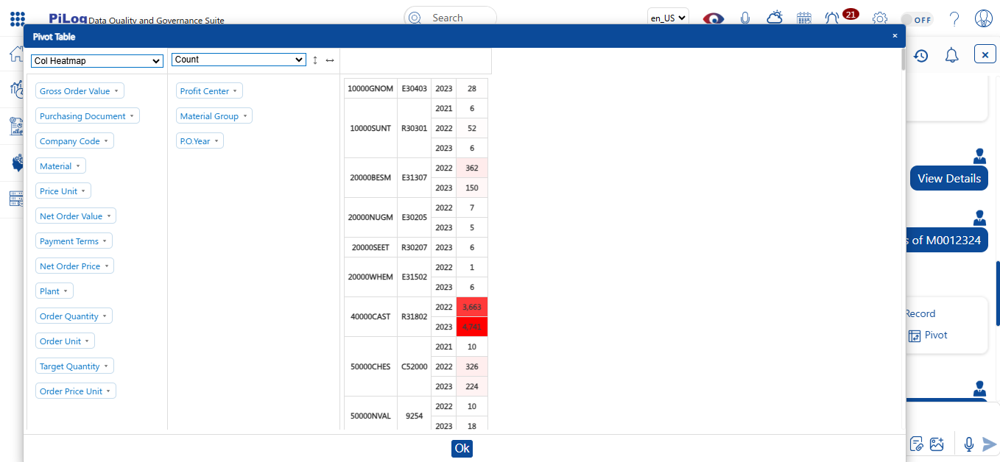 PiLog Data Quality and Governance Suite
Search
en_US
21
OFF
?
Pivot Table
×
Col Heatmap
Count
↕ ↔
Gross Order Value ▾
Purchasing Document ▾
Company Code ▾
Material ▾
Price Unit ▾
Net Order Value ▾
Payment Terms ▾
Net Order Price ▾
Plant ▾
Order Quantity ▾
Order Unit ▾
Target Quantity ▾
Order Price Unit ▾
Profit Center ▾
Material Group ▾
P.O.Year ▾
10000GNOM E30403 2023 28
10000SUNT R30301 2021 6
2022 52
2023 6
20000BESM E31307 2022 362
2023 150
20000NUGM E30205 2022 7
2023 5
20000SEET R30207 2023 6
20000WHEM E31502 2022 1
2023 6
40000CAST R31802 2022 3,663
2023 4,741
50000CHES C52000 2021 10
2022 326
2023 224
50000NVAL 9254 2022 10
2023 18
Ok
View Details
s of M0012324
Record
Pivot